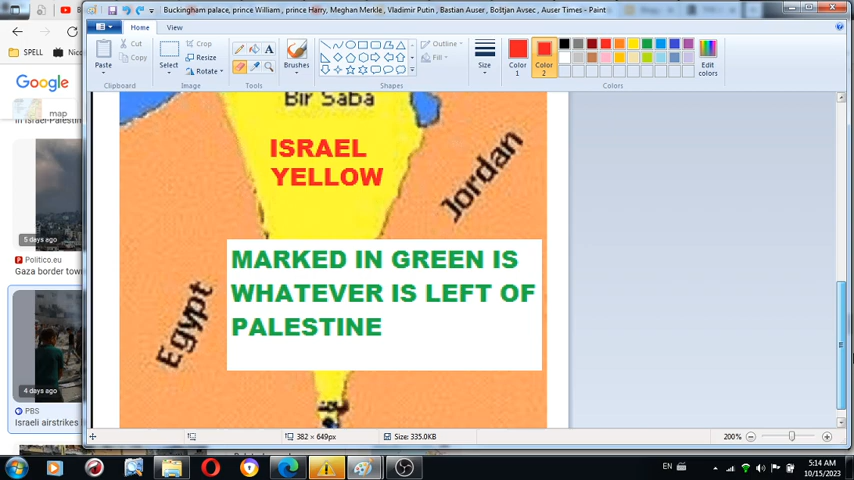 Buckingham palace, prince William , prince Harry, Meghan Merkle , Vladimir Putin , Bastian Auser , Boštjan Avsec , Auser Times - Paint
Home
View
SPELL
Cut
Copy
Paste
Clipboard
Crop
Resize
Rotate
Select
Image
Tools
Brushes
Shapes
Outline
Fill
Size
Color
1
Color
2
Colors
Edit
colors
Google
map
in Israel-Palestin
5 days ago
Politico.eu
Gaza border town
4 days ago
PBS
Israeli airstrikes
Bir Saba
ISRAEL
YELLOW
Jordan
Egypt
MARKED IN GREEN IS
WHATEVER IS LEFT OF
PALESTINE
382 × 649px
Size: 335.0KB
200%
EN
5:14 AM
10/15/2023